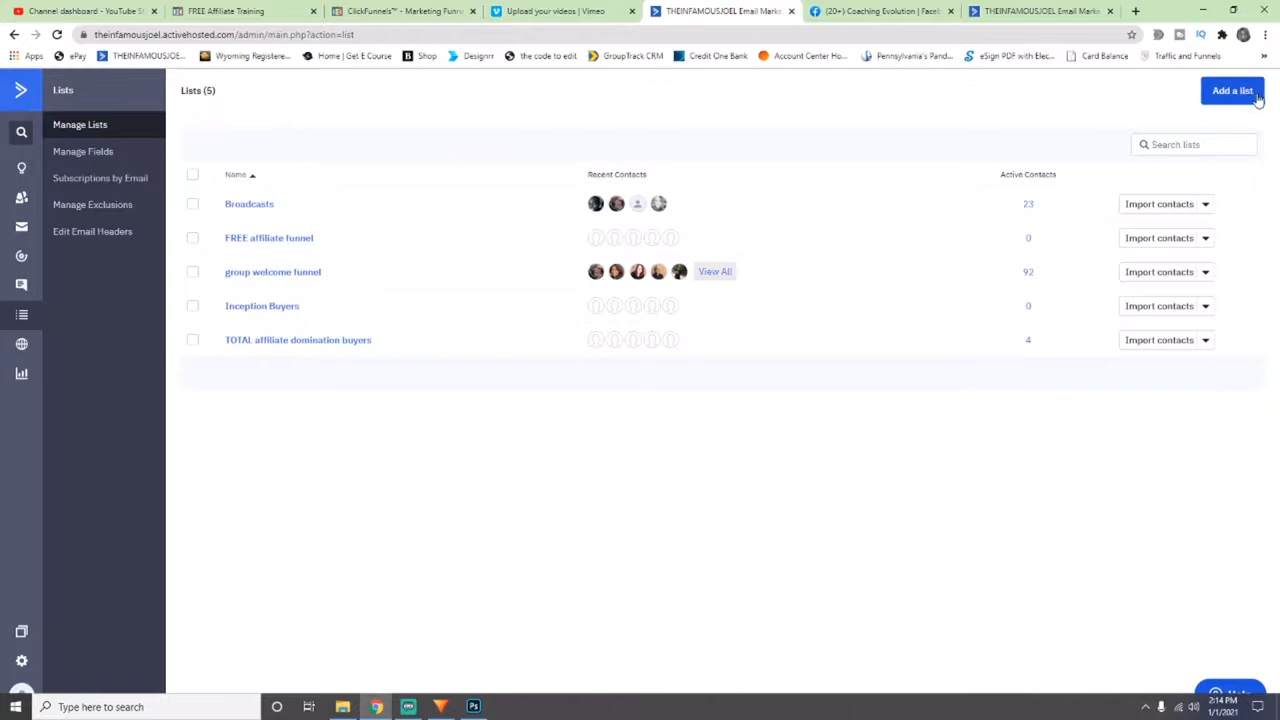 Channel dashboard - YouTube St
FREE Affiliate Training
ClickFunnels™ - Marketing Funn
Upload your videos | Vimeo
THEINFAMOUSJOEL Email Marke
(20+) Coaching Evolution | Faceb
THEINFAMOUSJOEL Email Mark
theinfamousjoel.activehosted.com/admin/main.php?action=list
Apps
ePay
THEINFAMOUSJOEL...
Wyoming Registere...
Home | Get E Course
Shop
Designrr
the code to edit
GroupTrack CRM
Credit One Bank
Account Center Ho...
Pennsylvania's Pand...
eSign PDF with Elec...
Card Balance
Traffic and Funnels
Lists
Lists (5)
Add a list
Manage Lists
Manage Fields
Subscriptions by Email
Manage Exclusions
Edit Email Headers
Search lists
Name
Recent Contacts
Active Contacts
Broadcasts
23
Import contacts
FREE affiliate funnel
0
Import contacts
group welcome funnel
View All
92
Import contacts
Inception Buyers
0
Import contacts
TOTAL affiliate domination buyers
4
Import contacts
Help
Type here to search
2:14 PM
1/1/2021